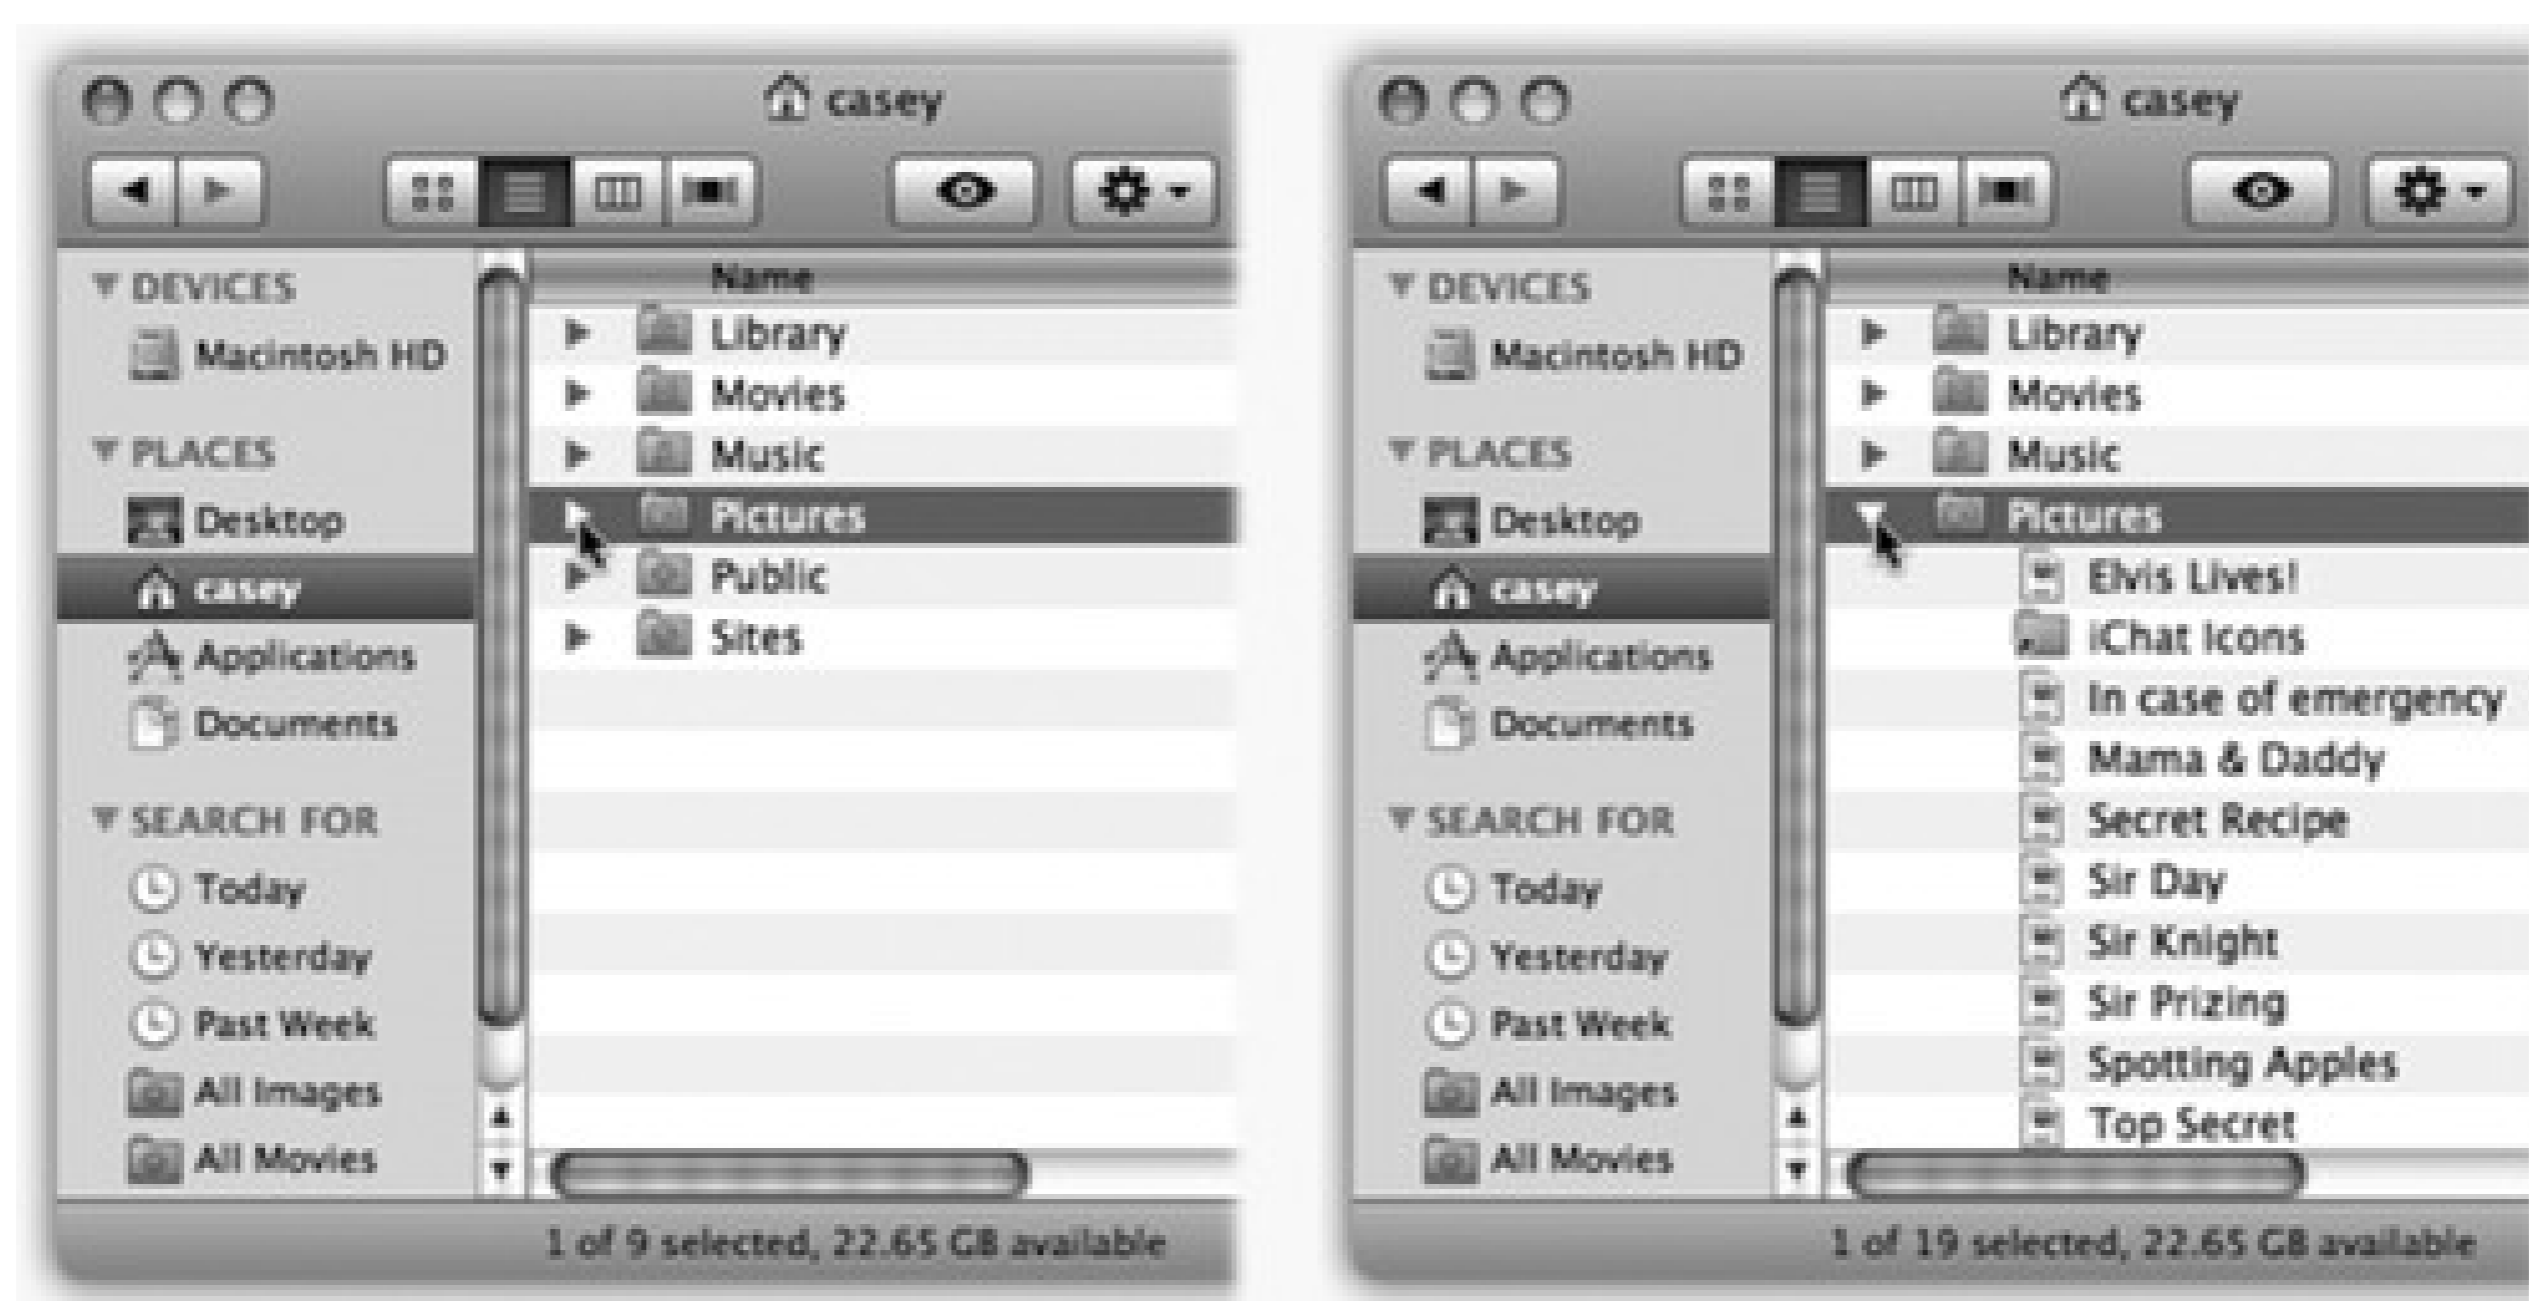 casey
Name
DEVICES
Macintosh HD
PLACES
Desktop
casey
Applications
Documents
SEARCH FOR
Today
Yesterday
Past Week
All Images
All Movies
Library
Movies
Music
Pictures
Public
Sites
1 of 9 selected, 22.65 GB available
casey
Name
DEVICES
Macintosh HD
PLACES
Desktop
casey
Applications
Documents
SEARCH FOR
Today
Yesterday
Past Week
All Images
All Movies
Library
Movies
Music
Pictures
Elvis Lives!
iChat Icons
In case of emergency
Mama & Daddy
Secret Recipe
Sir Day
Sir Knight
Sir Prizing
Spotting Apples
Top Secret
1 of 19 selected, 22.65 GB available